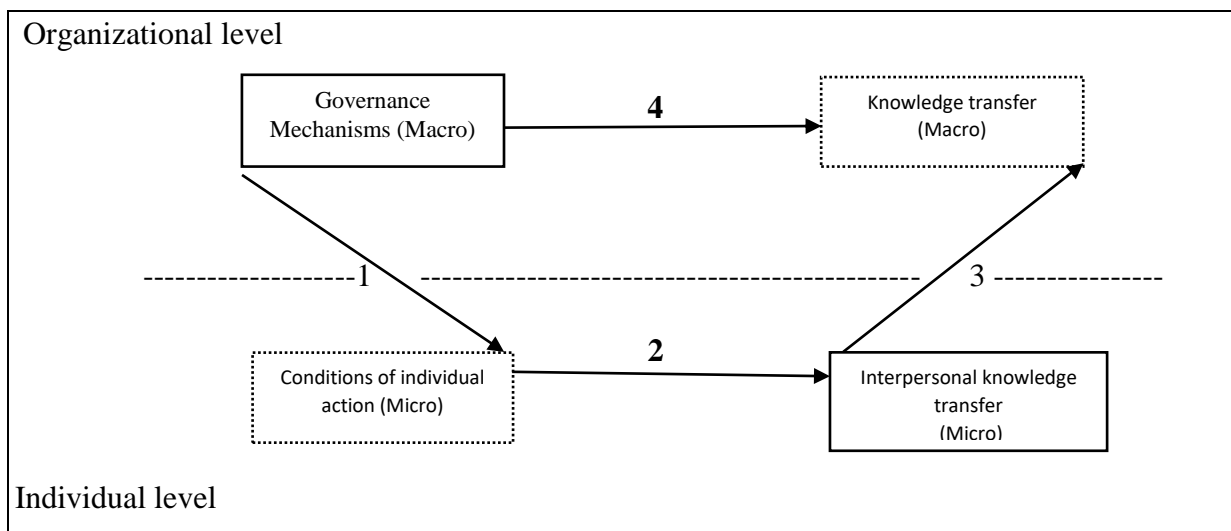 Organizational level
Governance
Mechanisms (Macro)
4
Knowledge transfer
(Macro)
1
3
Conditions of individual
action (Micro)
2
Interpersonal knowledge
transfer
(Micro)
Individual level